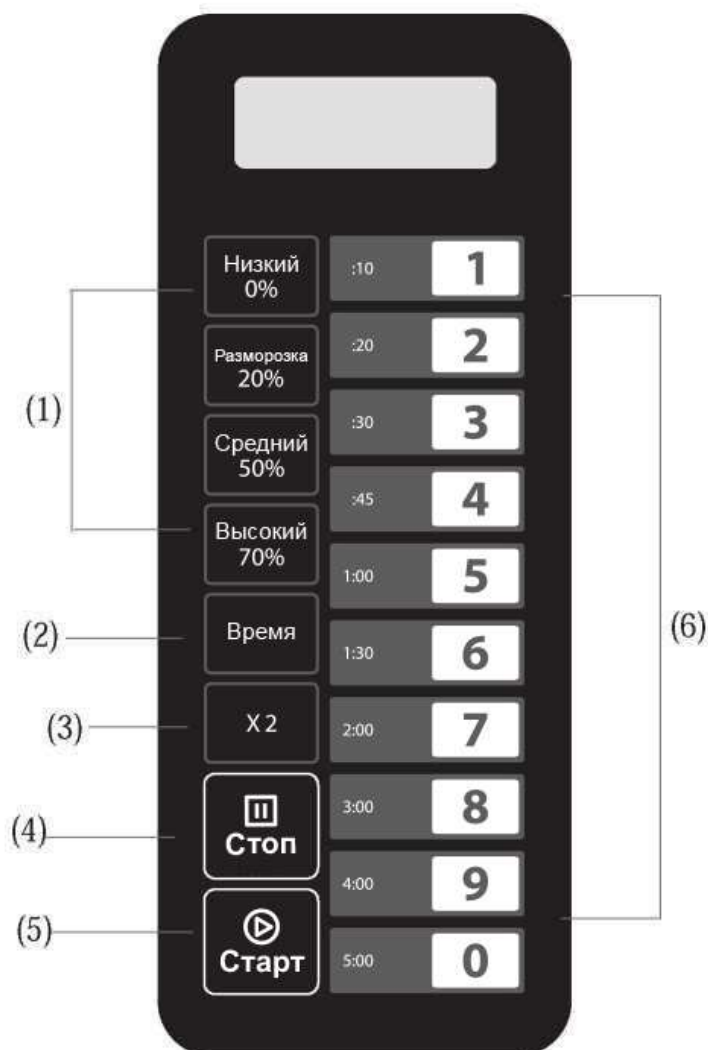 Низкий
0%
Разморозка
20%
Средний
50%
Высокий
70%
Время
X 2
Стоп
Старт
:10 1
:20 2
:30 3
:45 4
1:00 5
1:30 6
2:00 7
3:00 8
4:00 9
5:00 0
(1)
(2)
(3)
(4)
(5)
(6)